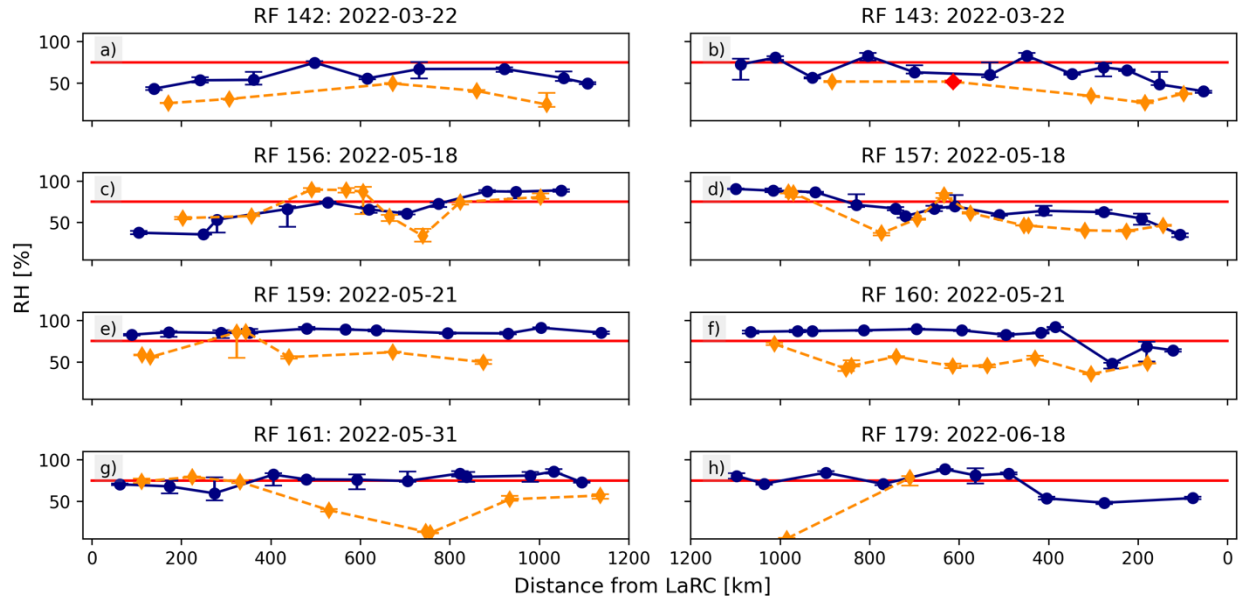 RF 142: 2022-03-22
RF 143: 2022-03-22
100
50
a)
b)
RF 156: 2022-05-18
RF 157: 2022-05-18
100
50
c)
d)
RF 159: 2022-05-21
RF 160: 2022-05-21
100
50
e)
f)
RF 161: 2022-05-31
RF 179: 2022-06-18
100
50
g)
h)
0 200 400 600 800 1000 1200
1200 1000 800 600 400 200 0
RH [%]
Distance from LaRC [km]